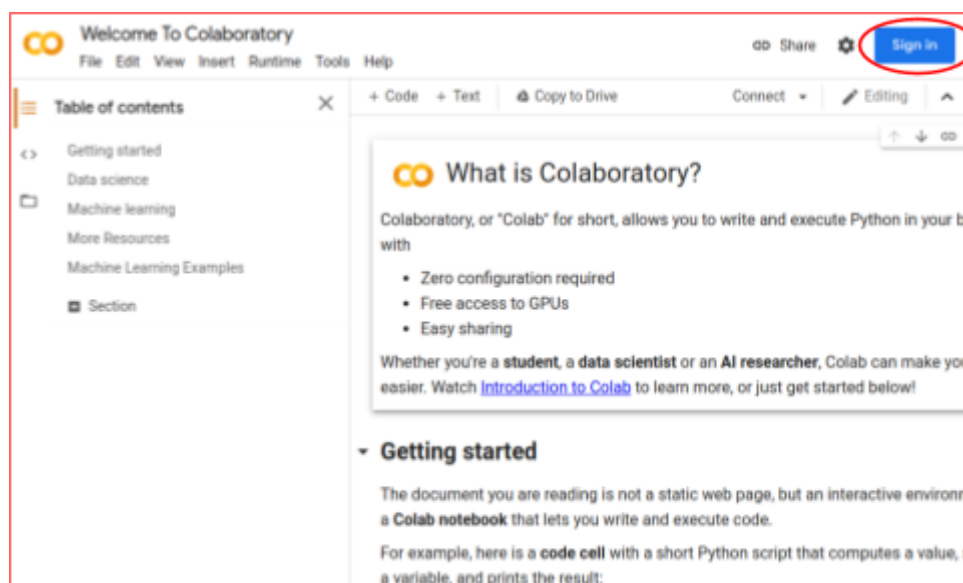 Welcome To Colaboratory
File Edit View Insert Runtime Tools Help
Share
Sign in
Table of contents
Getting started
Data science
Machine learning
More Resources
Machine Learning Examples
Section
+ Code + Text Copy to Drive Connect Editing
CO What is Colaboratory?
Colaboratory, or "Colab" for short, allows you to write and execute Python in your
with
• Zero configuration required
• Free access to GPUs
• Easy sharing
Whether you're a student, a data scientist or an AI researcher, Colab can make
easier. Watch Introduction to Colab to learn more, or just get started below!
Getting started
The document you are reading is not a static web page, but an interactive
a Colab notebook that lets you write and execute code.
For example, here is a code cell with a short Python script that computes a value,
a variable, and prints the result: